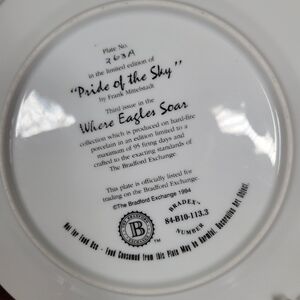 Plate No.
263A
in the limited edition of
"Pride of the Sky"
by Frank Mittelstadt
Third issue in the
Where Eagles Soar
collection which is produced on hard-fire
porcelain in an edition limited to a
maximum of 95 firing days and
crafted to the exacting standards of
The Bradford Exchange.
This plate is officially listed for
trading on the Bradford Exchange.
©The Bradford Exchange 1994
B
BRADEX
84-B10-113.3
NUMBER
Not For Food Use - Food Consumed from this Plate May be Harmful. Decorative Art Object.